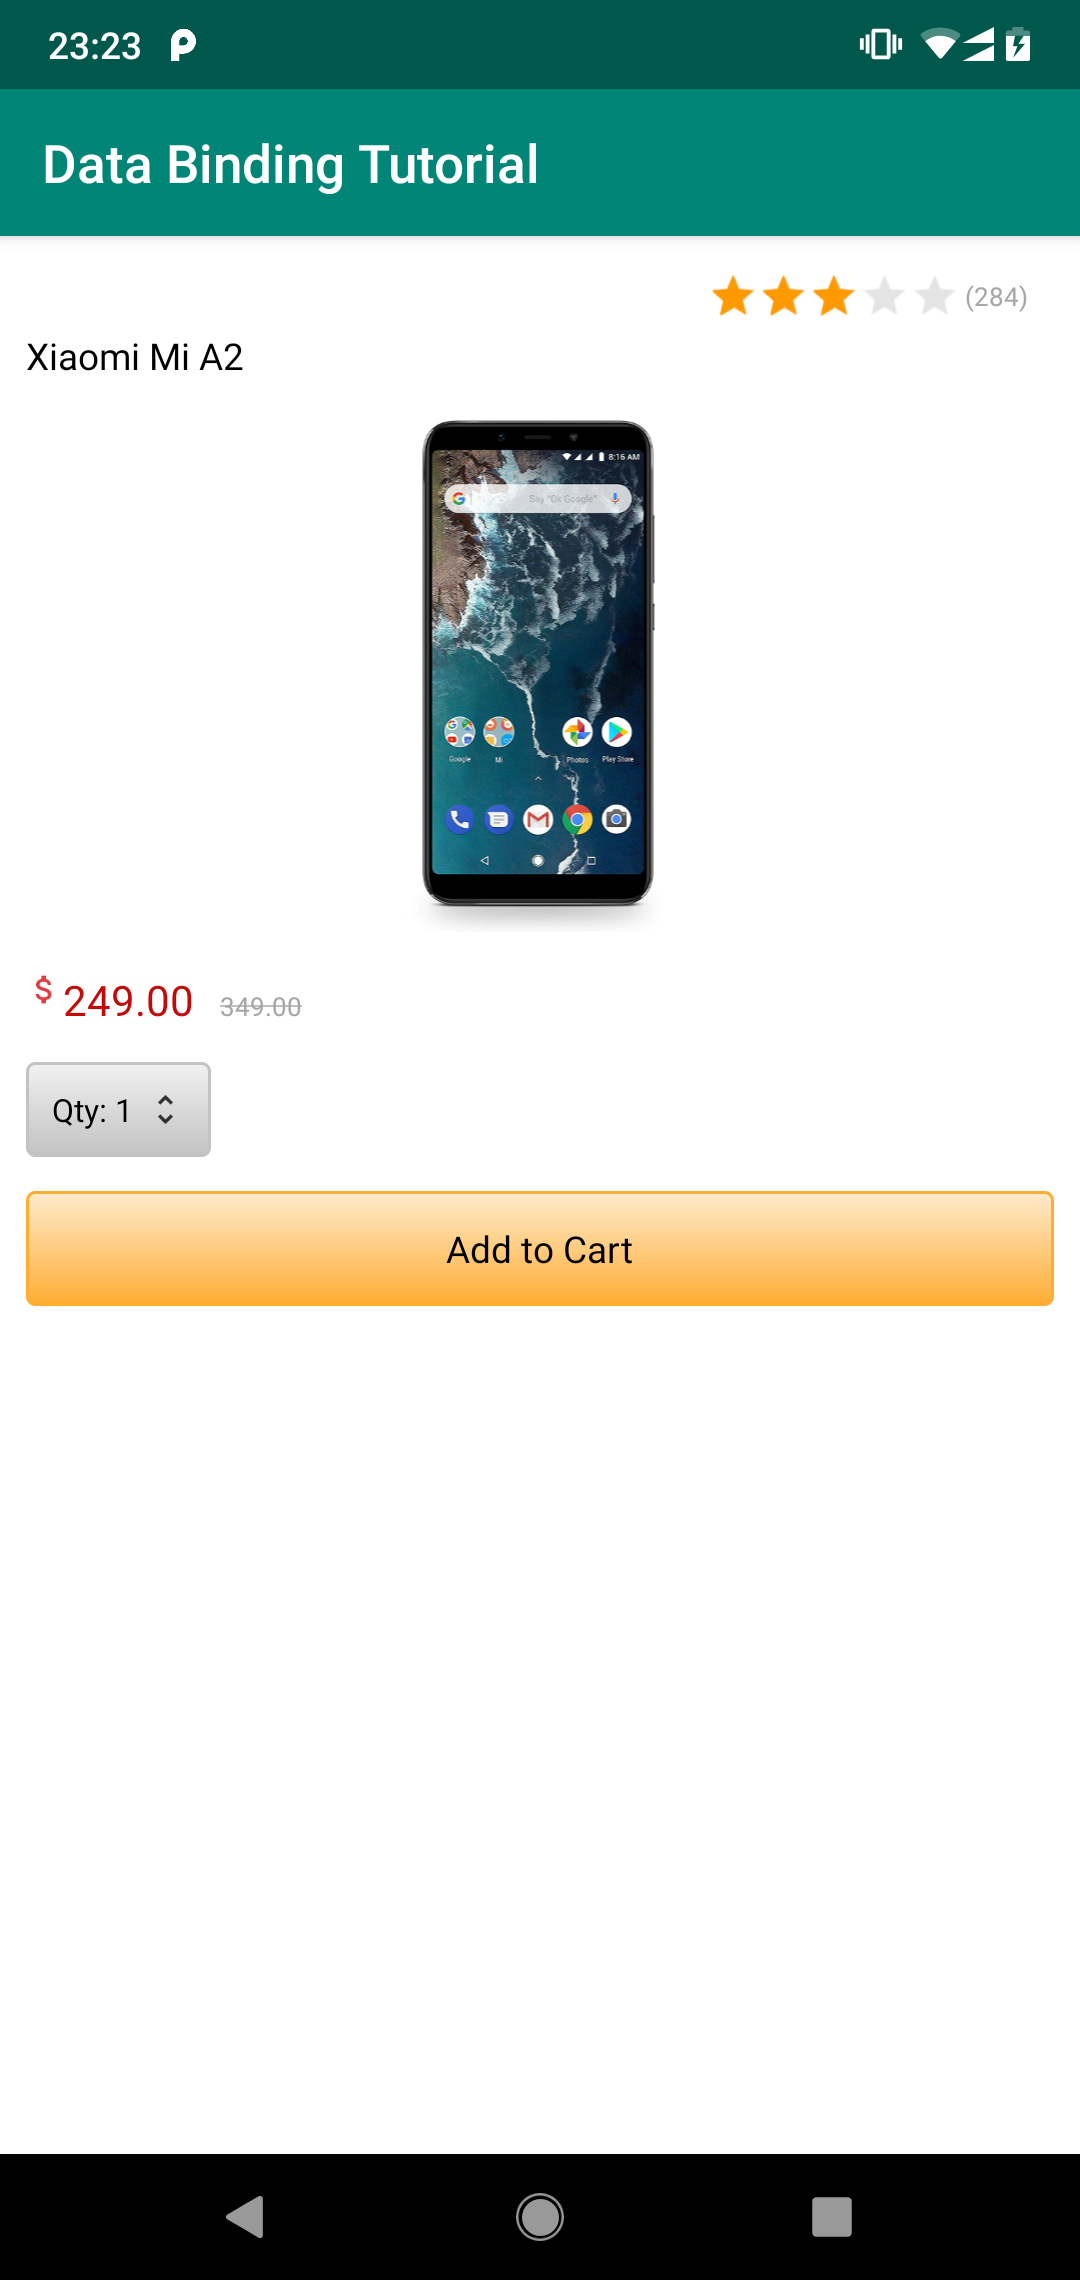 23:23
Data Binding Tutorial
(284)
Xiaomi Mi A2
8:16 AM
Say "Ok Google"
Google Mi Photos Play Store
$ 249.00 349.00
Qty: 1
Add to Cart